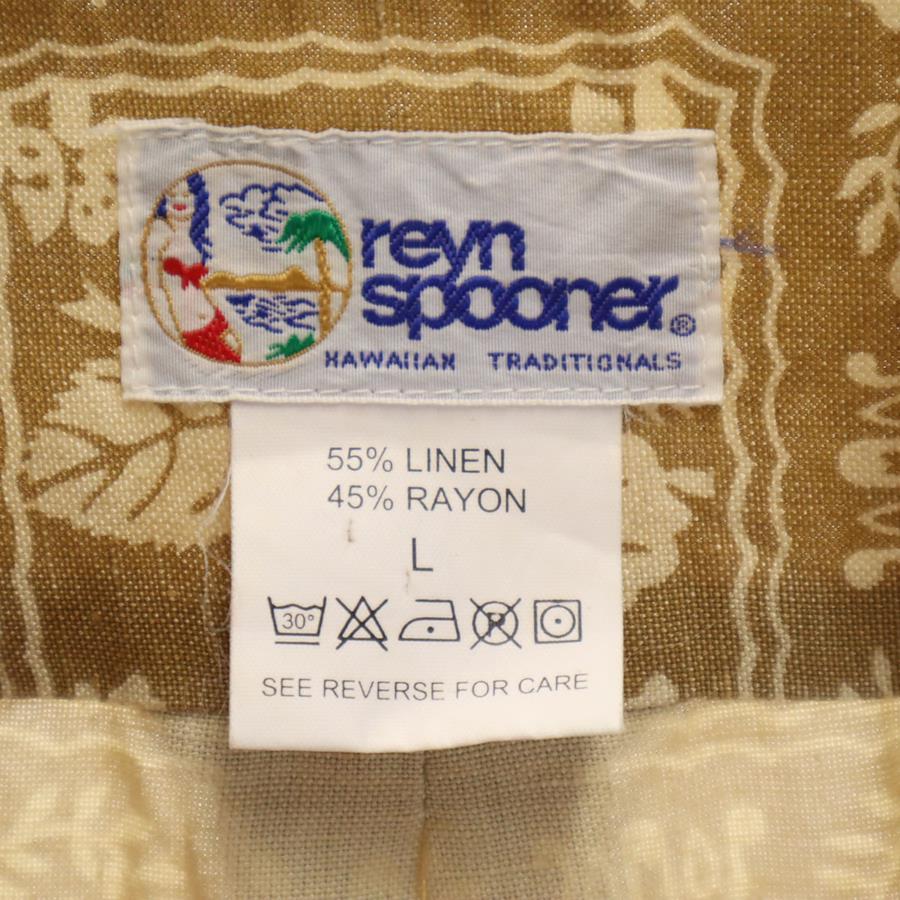 reyn
spooner®
HAWAIIAN TRADITIONALS
55% LINEN
45% RAYON
L
30°
P
SEE REVERSE FOR CARE